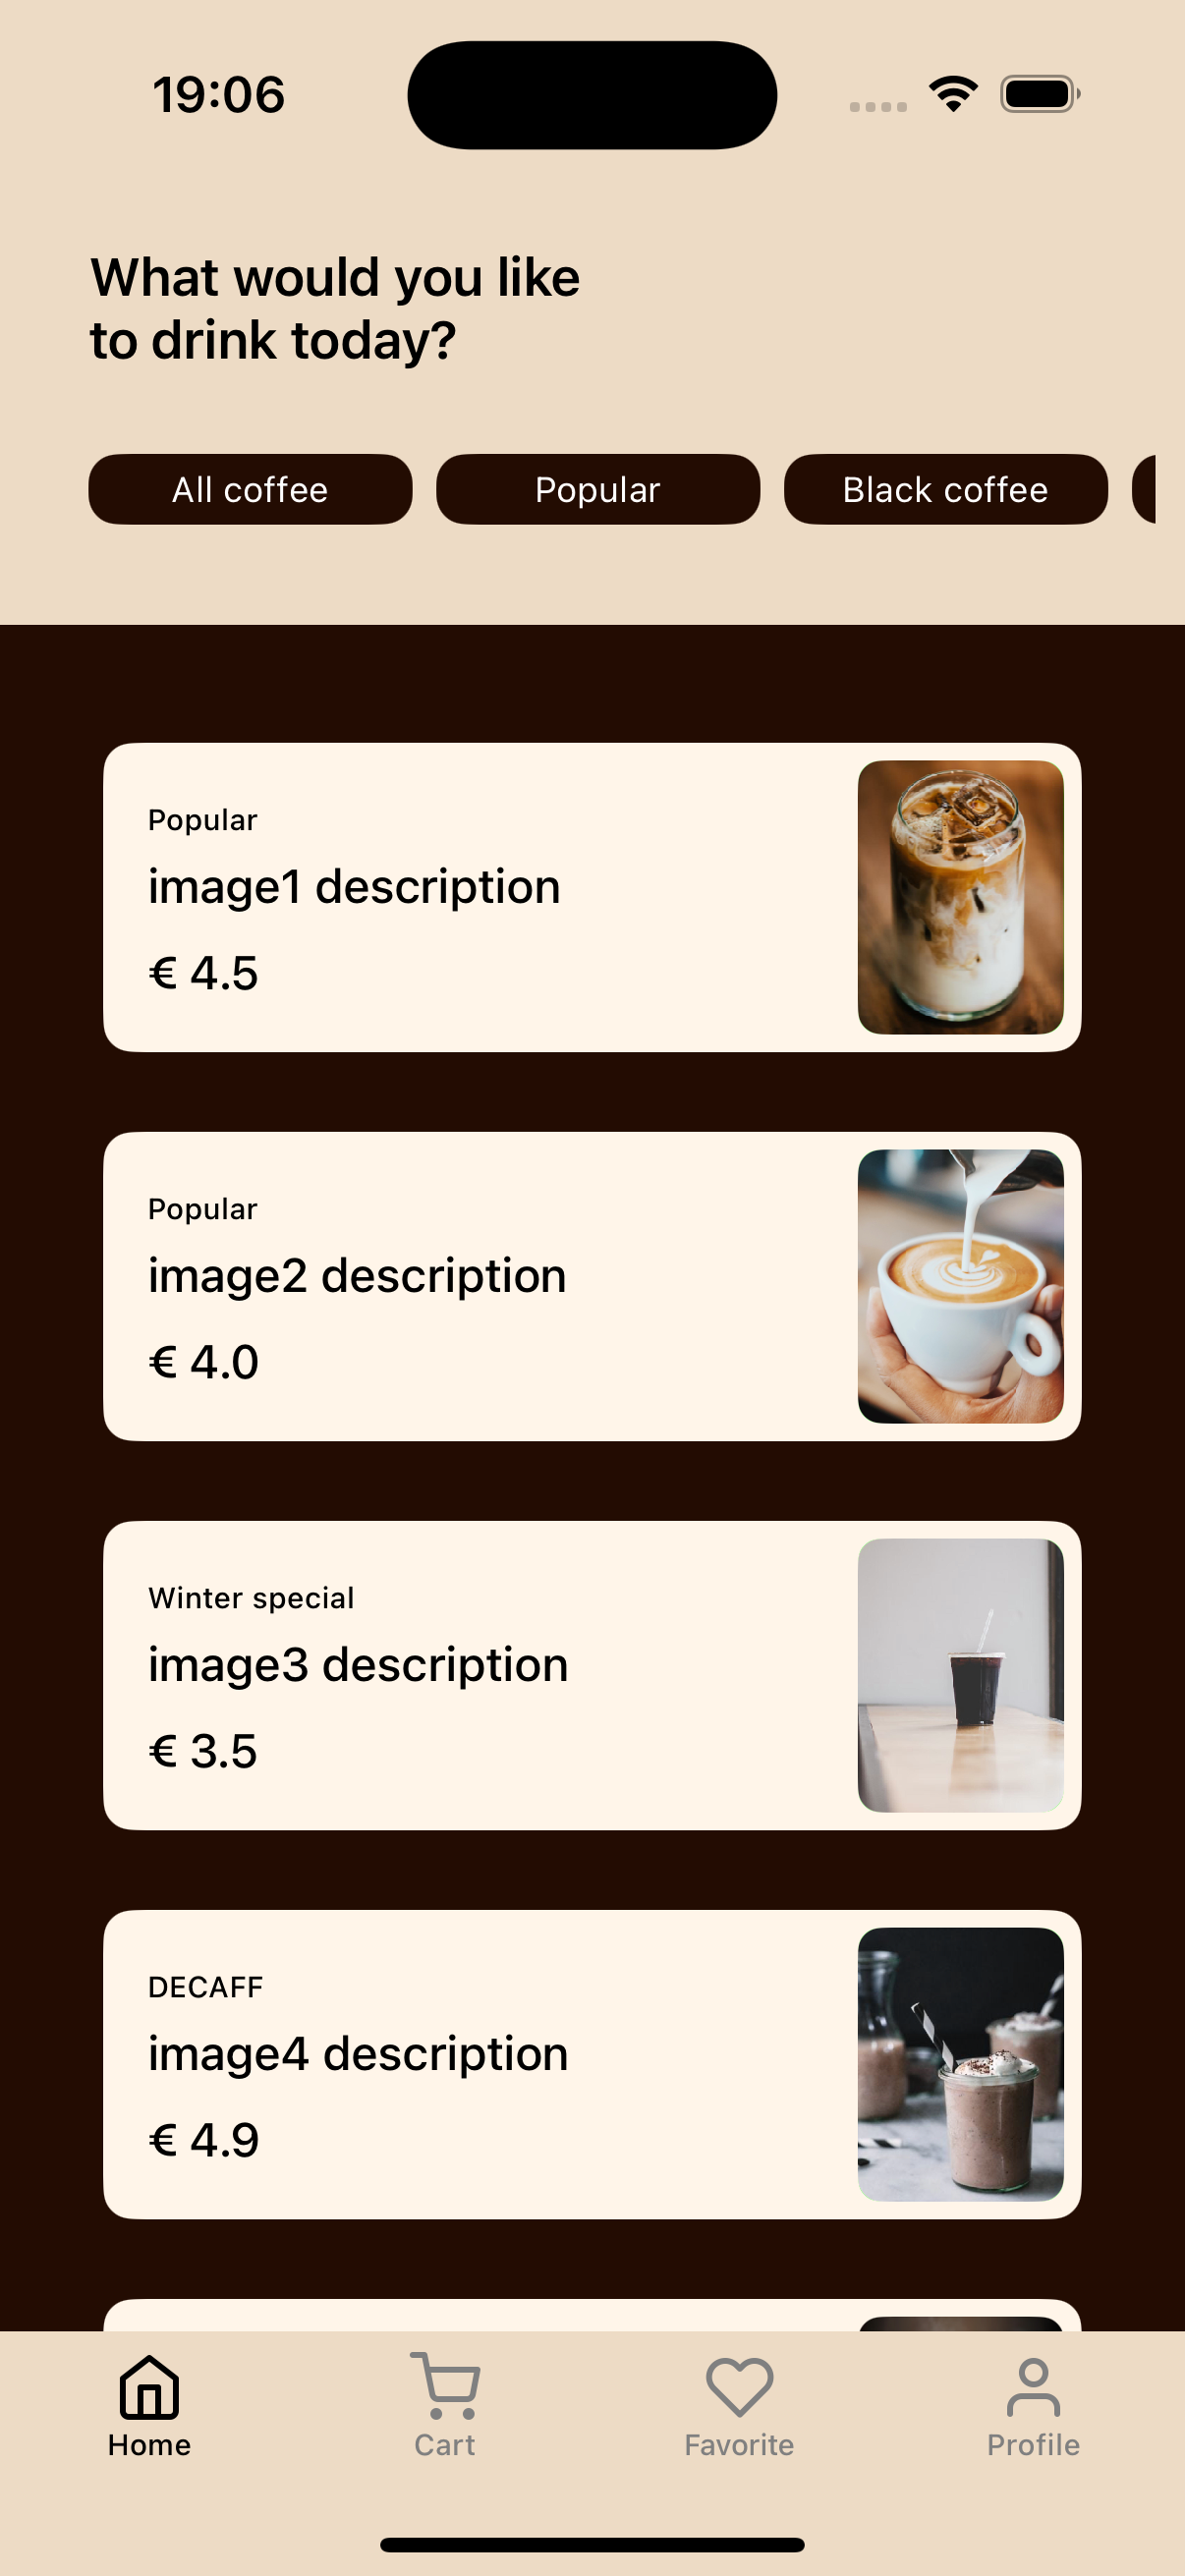 19:06
What would you like
to drink today?
All coffee
Popular
Black coffee
Popular
image1 description
€ 4.5
Popular
image2 description
€ 4.0
Winter special
image3 description
€ 3.5
DECAFF
image4 description
€ 4.9
Home
Cart
Favorite
Profile